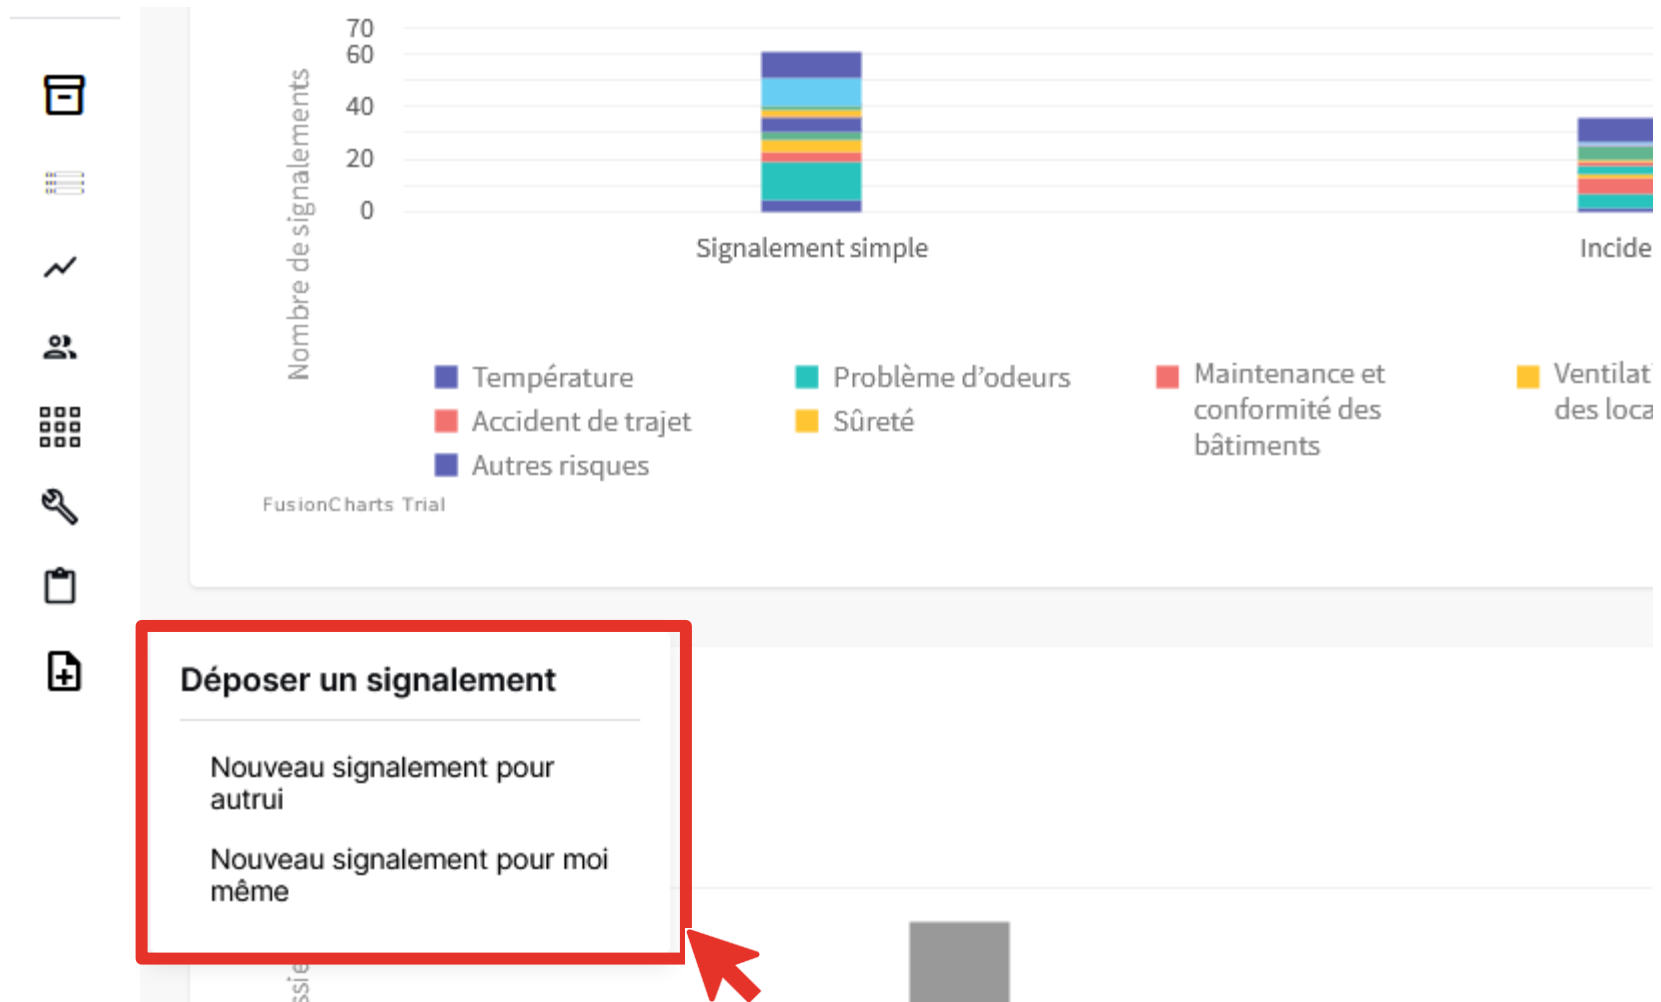 70
60
40
20
0
Nombre de signalements
Signalement simple
Incide
Température
Problème d'odeurs
Maintenance et
conformité des
bâtiments
Ventilat
des loca
Accident de trajet
Sûreté
Autres risques
FusionCharts Trial
Déposer un signalement
Nouveau signalement pour
autrui
Nouveau signalement pour moi
même
ssie